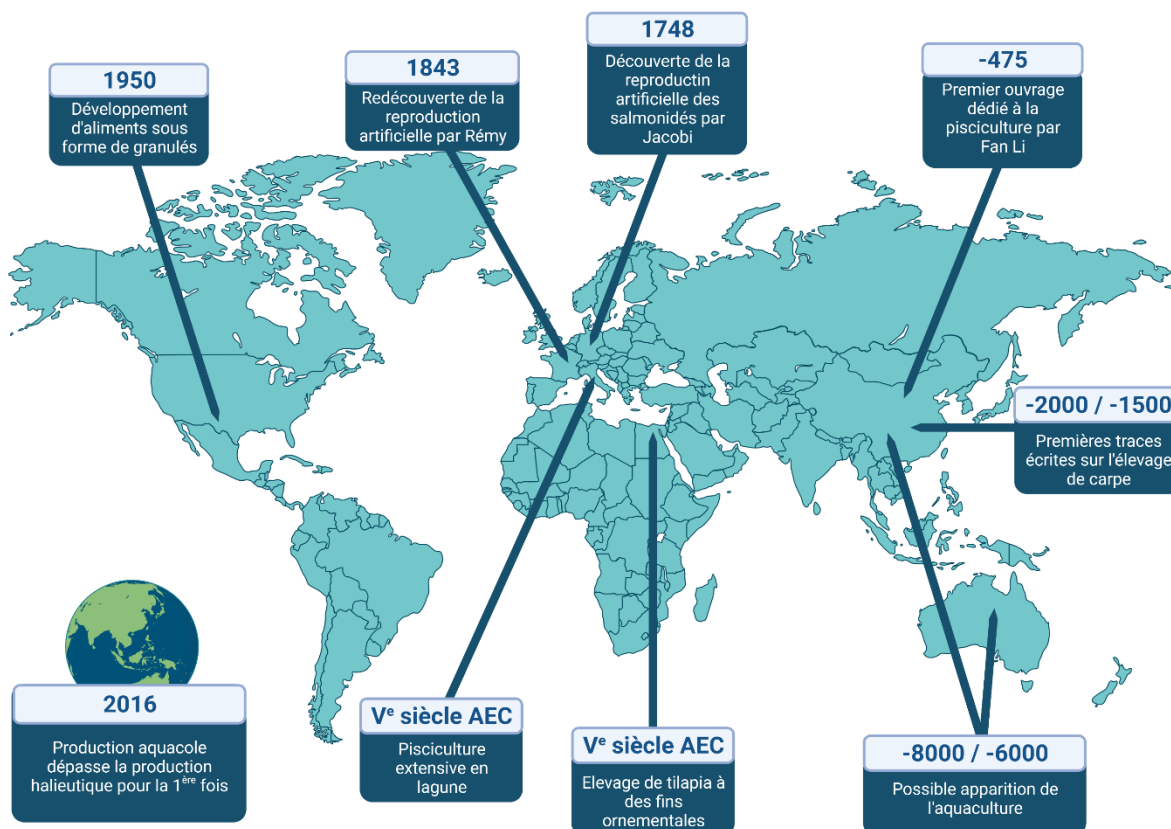 1950
Développement
d'aliments sous
forme de granulés
1843
Redécouverte de la
reproduction
artificielle par Rémy
1748
Découverte de la
reproductin
artificielle des
salmonidés par
Jacobi
-475
Premier ouvrage
dédié à la
pisciculture par
Fan Li
-2000 / -1500
Premières traces
écrites sur l'élevage
de carpe
2016
Production aquacole
dépasse la production
halieutique pour la 1ère fois
Ve siècle AEC
Pisciculture
extensive en
lagune
Ve siècle AEC
Elevage de tilapia à
des fins
ornementales
-8000 / -6000
Possible apparition de
l'aquaculture